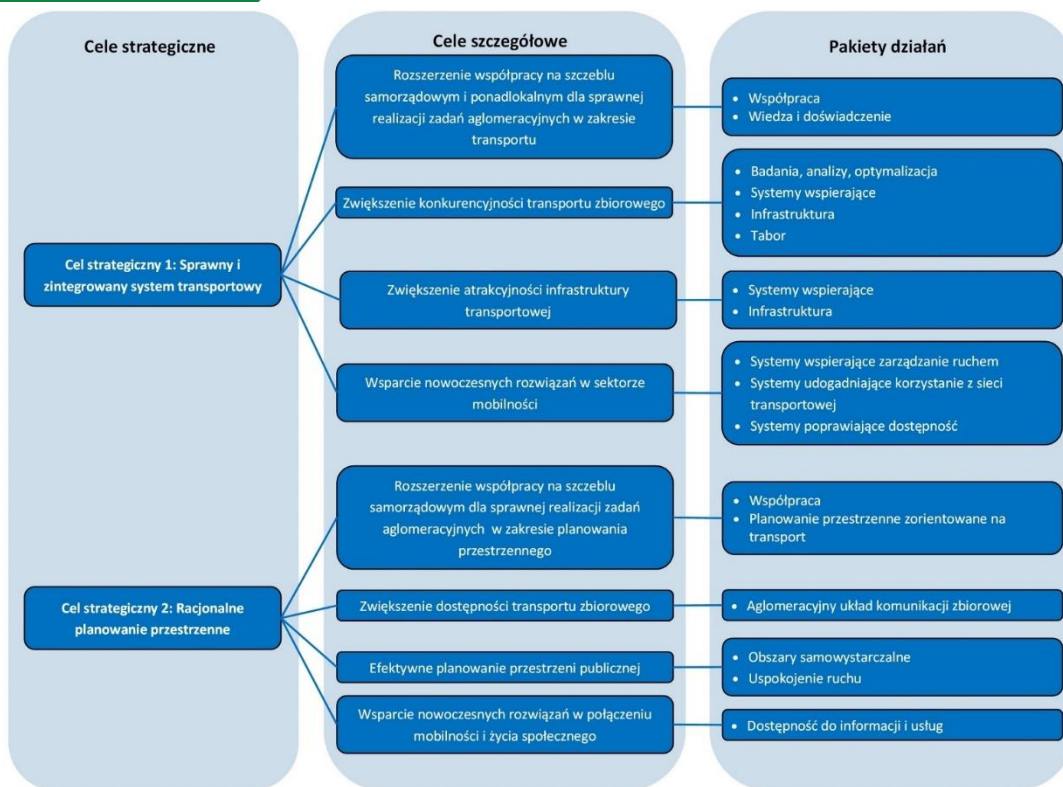 Cele strategiczne
Cele szczegółowe
Pakiety działań
Cel strategiczny 1: Sprawny i
zintegrowany system transportowy
Rozszerzenie współpracy na szczeblu
samorządowym i ponadlokalnym dla sprawnej
realizacji zadań aglomeracyjnych w zakresie
transportu
• Współpraca
• Wiedza i doświadczenie
Zwiększenie konkurencyjności transportu zbiorowego
• Badania, analizy, optymalizacja
• Systemy wspierające
• Infrastruktura
• Tabor
Zwiększenie atrakcyjności infrastruktury
transportowej
• Systemy wspierające
• Infrastruktura
Wsparcie nowoczesnych rozwiązań w sektorze
mobilności
• Systemy wspierające zarządzanie ruchem
• Systemy udogadniające korzystanie z sieci
transportowej
• Systemy poprawiające dostępność
Cel strategiczny 2: Racjonalne
planowanie przestrzenne
Rozszerzenie współpracy na szczeblu
samorządowym dla sprawnej realizacji zadań
aglomeracyjnych w zakresie planowania
przestrzennego
• Współpraca
• Planowanie przestrzenne zorientowane na
transport
Zwiększenie dostępności transportu zbiorowego
• Aglomeracyjny układ komunikacji zbiorowej
Efektywne planowanie przestrzeni publicznej
• Obszary samowystarczalne
• Uspokojenie ruchu
Wsparcie nowoczesnych rozwiązań w połączeniu
mobilności i życia społecznego
• Dostępność do informacji i usług